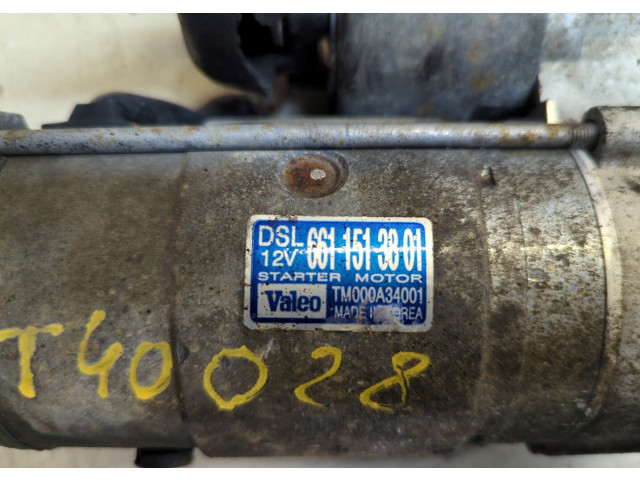 DSL 661 151 38 01
12V
STARTER MOTOR
Valeo TM000A34001
MADE IN KOREA
T40028